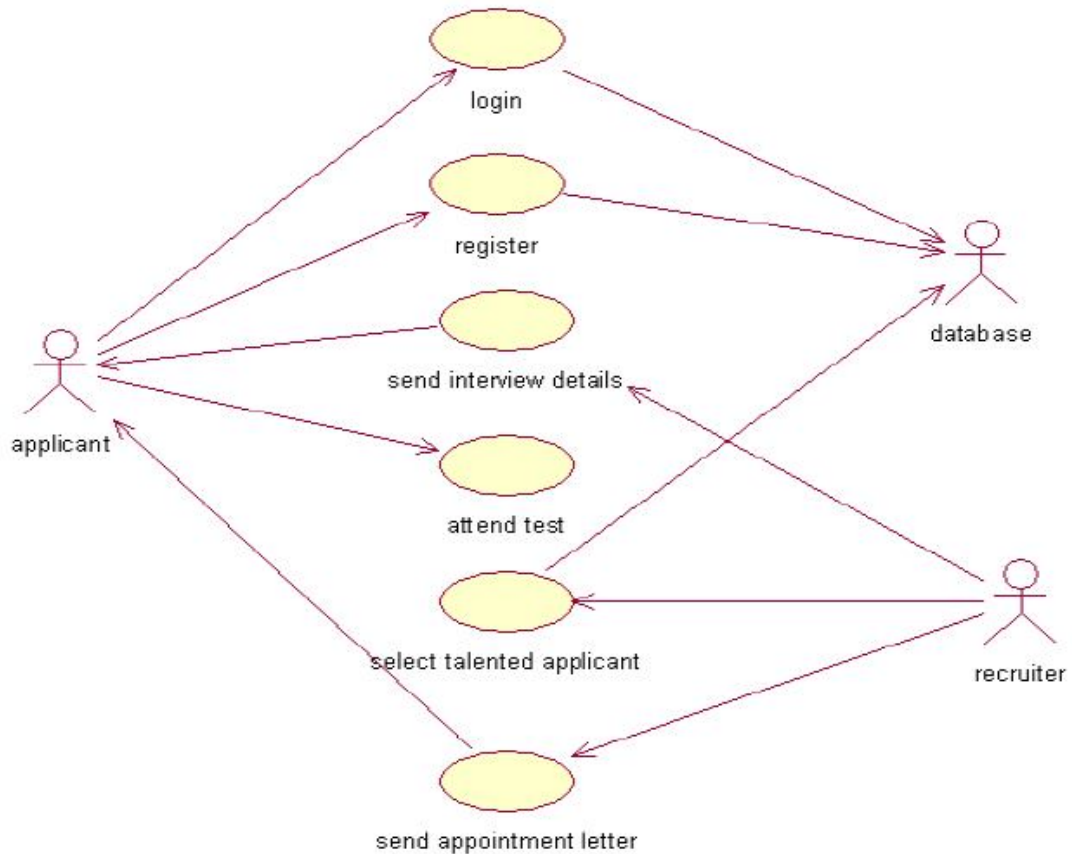 login
register
database
send interview details
applicant
attend test
select talented applicant
recruiter
send appointment letter